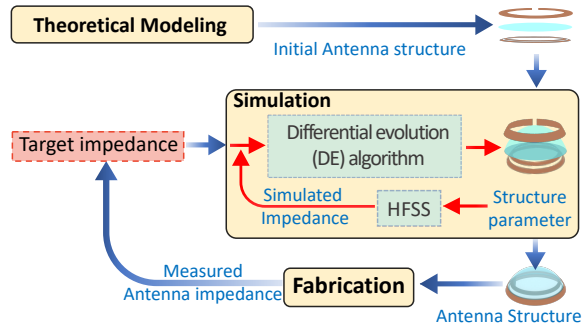 Theoretical Modeling
Initial Antenna structure
Simulation
Target impedance
Differential evolution
(DE) algorithm
Simulated
Impedance
HFSS
Structure
parameter
Measured
Antenna impedance
Fabrication
Antenna Structure